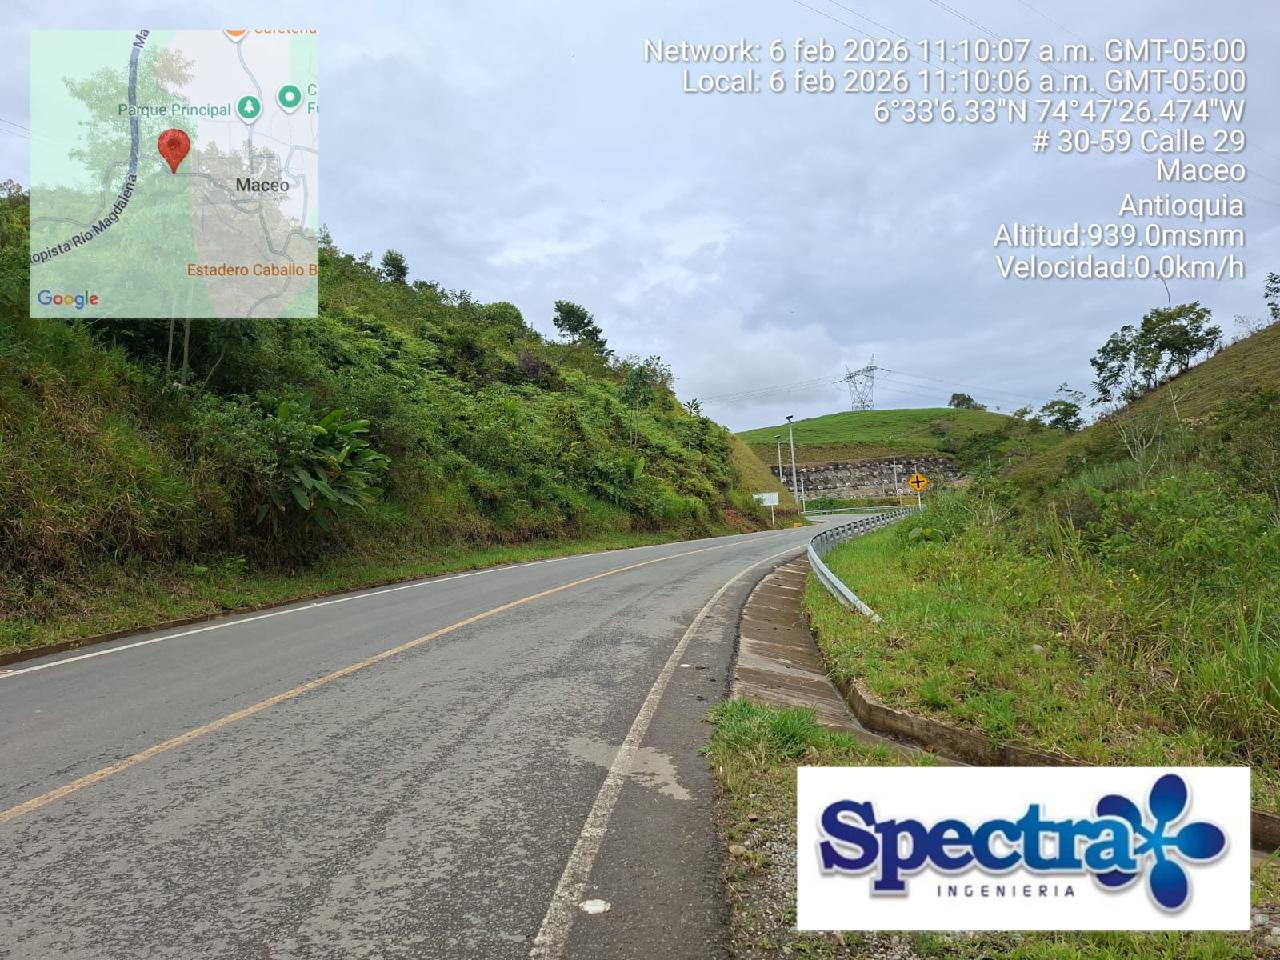 Network: 6 feb 2026 11:10:07 a.m. GMT-05:00
Local: 6 feb 2026 11:10:06 a.m. GMT-05:00
6°33'6.33"N 74°47'26.474"W
# 30-59 Calle 29
Maceo
Antioquia
Altitud:939.0msnm
Velocidad:0.0km/h
Parque Principal
Maceo
Río Magdalena
Estadero Caballo B
Google
Spectra
INGENIERIA